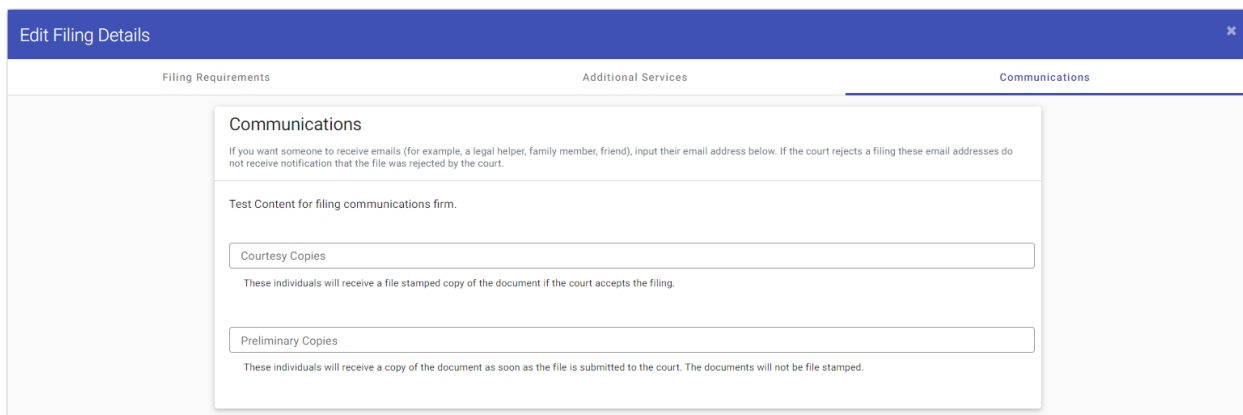 Edit Filing Details
Filing Requirements
Additional Services
Communications
Communications
If you want someone to receive emails (for example, a legal helper, family member, friend), input their email address below. If the court rejects a filing these email addresses do
not receive notification that the file was rejected by the court.
Test Content for filing communications firm.
Courtesy Copies
These individuals will receive a file stamped copy of the document if the court accepts the filing.
Preliminary Copies
These individuals will receive a copy of the document as soon as the file is submitted to the court. The documents will not be file stamped.